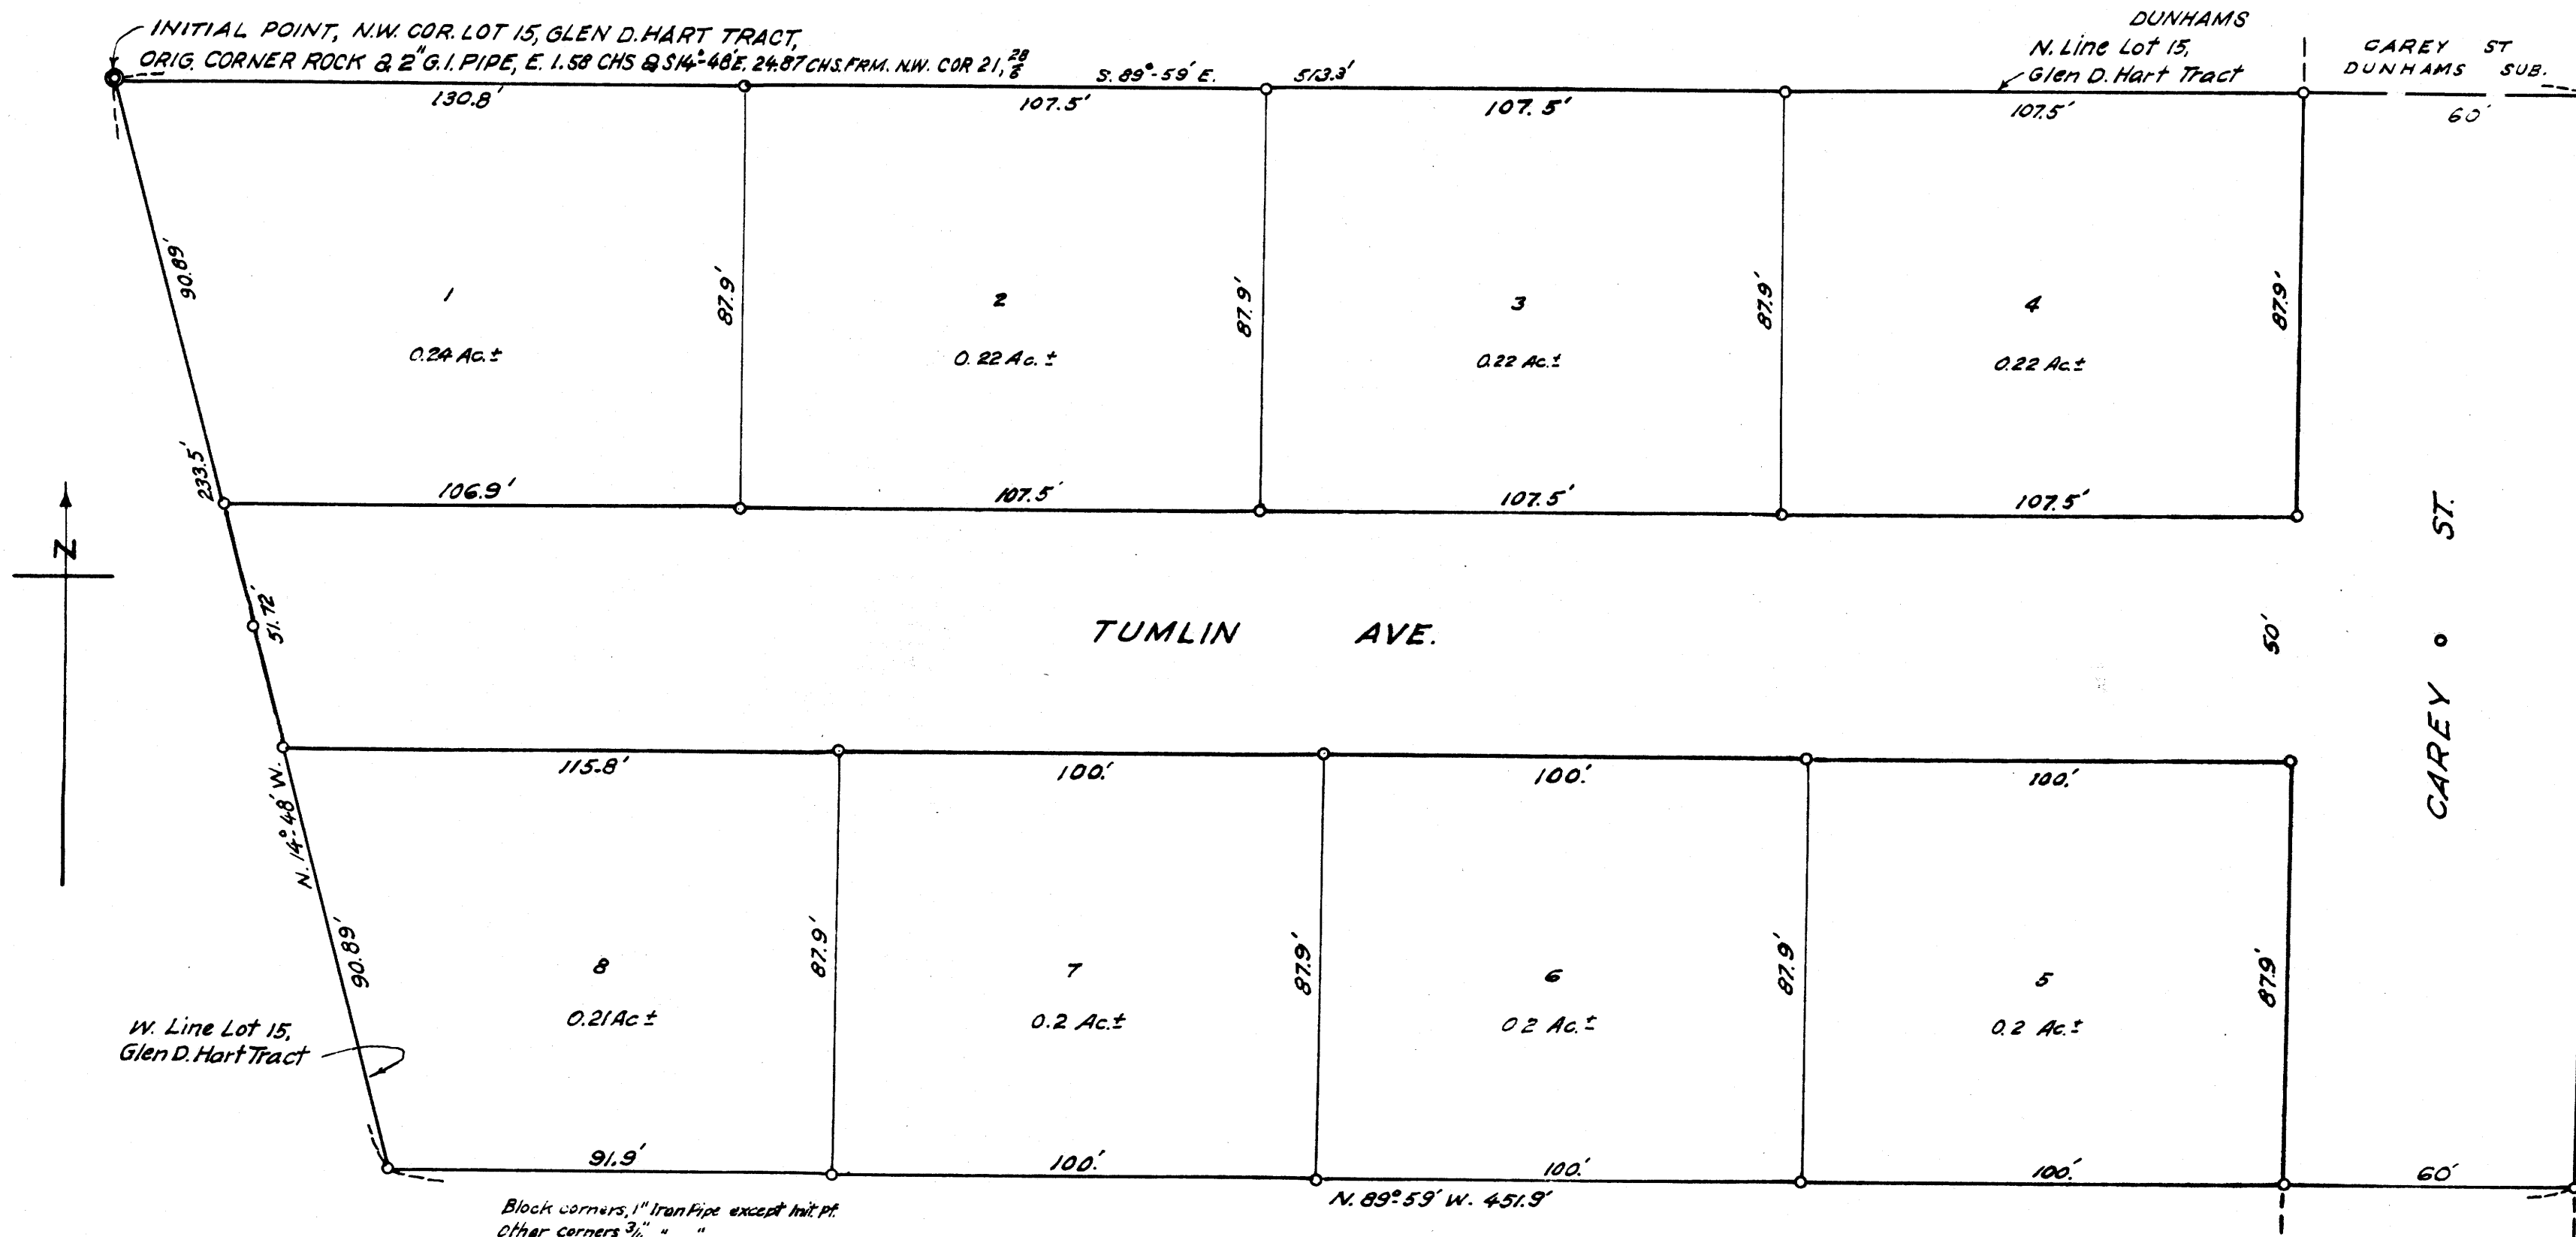 DUNHAMS
INITIAL POINT, N.W. COR. LOT 15, GLEN D. HART TRACT,
ORIG. CORNER ROCK & 2" G.I. PIPE, E. 1.58 CHS & S14°-48'E. 24.87 CHS. FRM. N.W. COR 21, 28/6
S. 89°-59' E. 513.3'
N. Line Lot 15,
Glen D. Hart Tract
CAREY ST
DUNHAMS SUB.
130.8'
107.5'
107.5'
107.5'
60'
90.89'
87.9'
87.9'
87.9'
87.9'
1
0.24 Ac. ±
2
0.22 Ac. ±
3
0.22 Ac. ±
4
0.22 Ac. ±
233.5'
106.9'
107.5'
107.5'
107.5'
N
51.72'
TUMLIN AVE.
50'
CAREY ST.
115.8'
100.'
100.'
100.'
N. 14°-48' W.
90.89'
87.9'
87.9'
87.9'
87.9'
8
0.21 Ac ±
7
0.2 Ac. ±
6
0.2 Ac. ±
5
0.2 Ac. ±
W. Line Lot 15,
Glen D. Hart Tract
91.9'
100.'
100.'
100.'
60'
N. 89°-59' W. 451.9'
Block corners, 1" Iron Pipe except Init. Pt.
Other corners 3/4" " "